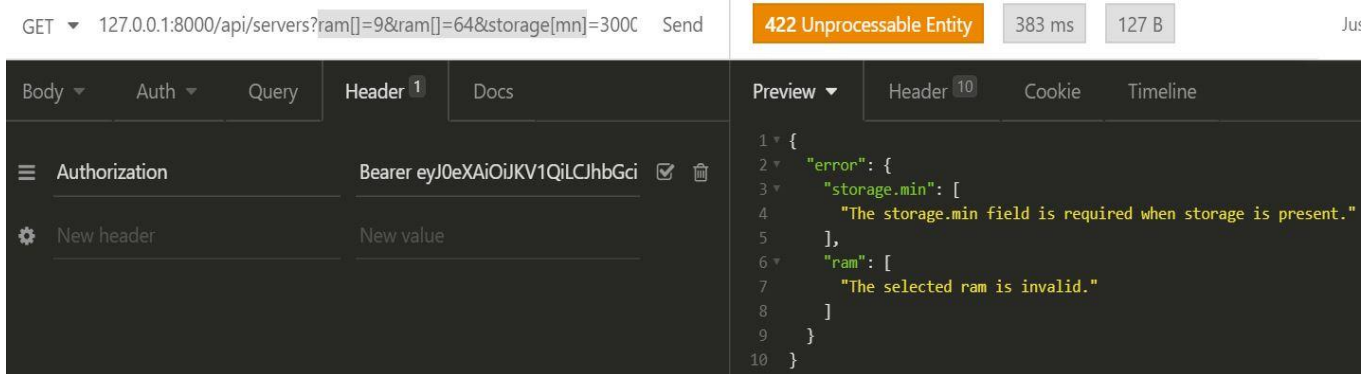 GET 127.0.0.1:8000/api/servers?ram[]=9&ram[]=64&storage[mn]=3000 Send
422 Unprocessable Entity 383 ms 127 B Jus
Body Auth Query Header 1 Docs
Preview Header 10 Cookie Timeline
Authorization Bearer eyJ0eXAiOiJKV1QiLCJhbGci
New header New value
1 {
2 "error": {
3 "storage.min": [
4 "The storage.min field is required when storage is present."
5 ],
6 "ram": [
7 "The selected ram is invalid."
8 ]
9 }
10 }